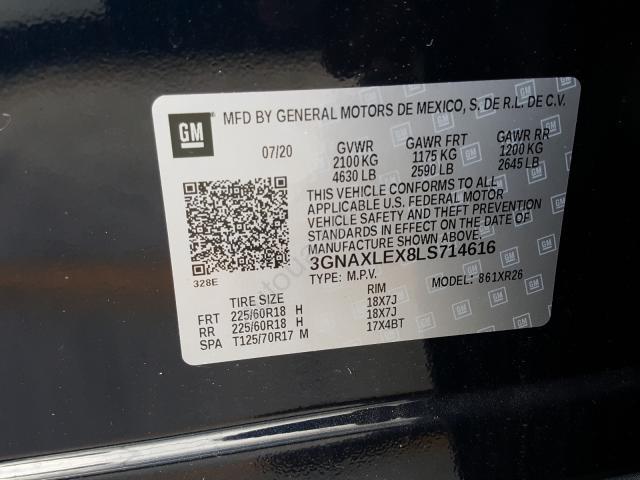 GM
MFD BY GENERAL MOTORS DE MEXICO, S. DE R.L. DE C.V.
07/20 GVWR GAWR FRT GAWR RR
2100 KG 1175 KG 1200 KG
4630 LB 2590 LB 2645 LB
THIS VEHICLE CONFORMS TO ALL
APPLICABLE U.S. FEDERAL MOTOR
VEHICLE SAFETY AND THEFT PREVENTION
STANDARDS IN EFFECT ON THE DATE OF
MANUFACTURE
3GNAXLEX8LS714616
328E
TYPE: M.P.V. MODEL: 861XR26
TIRE SIZE RIM
FRT 225/60R18 H 18X7J
RR 225/60R18 H 18X7J
SPA T125/70R17 M 17X4BT